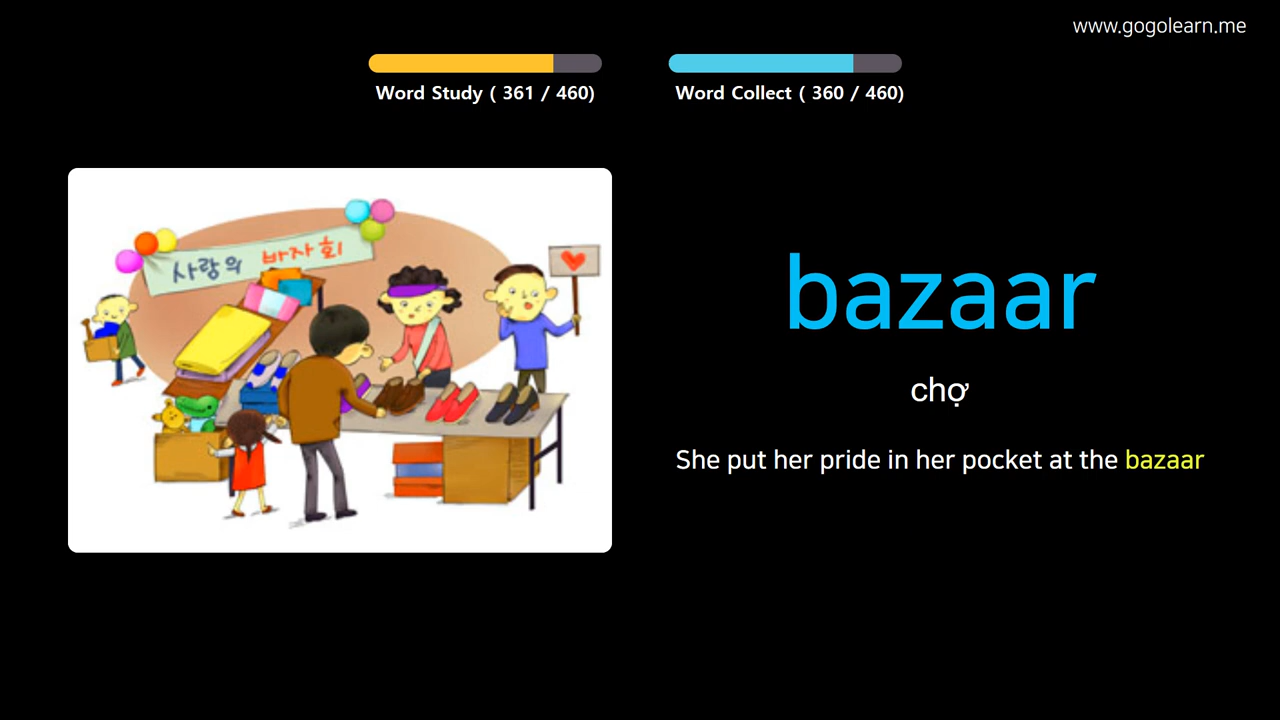 www.gogolearn.me
Word Study ( 361 / 460)
Word Collect ( 360 / 460)
사랑의 바자회
bazaar
chợ
She put her pride in her pocket at the bazaar